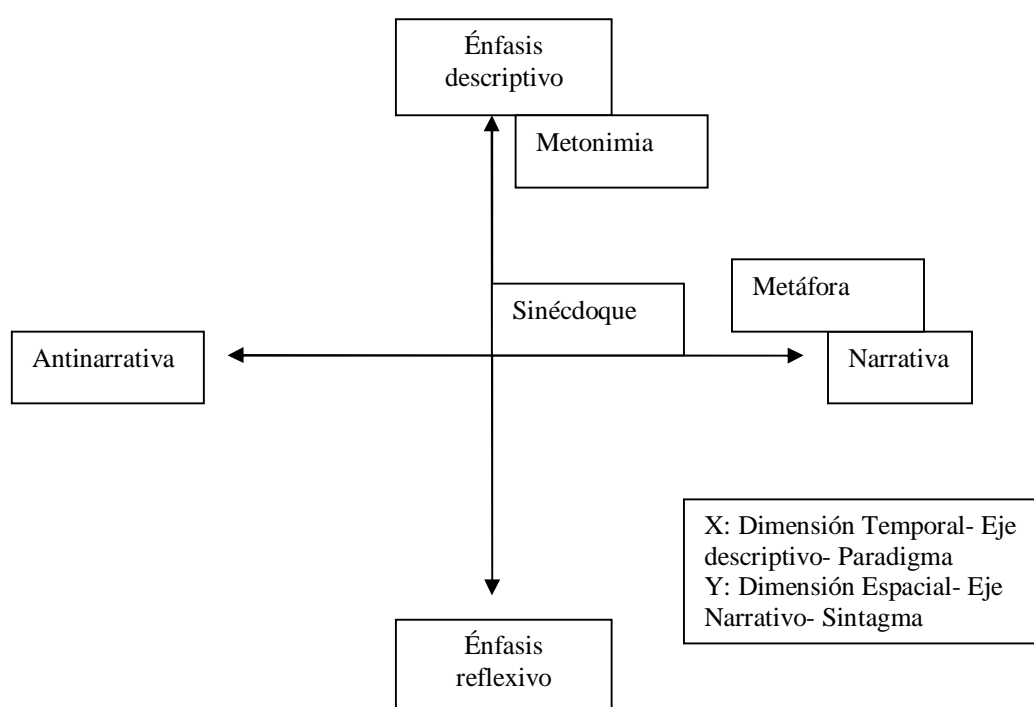 Énfasis
descriptivo
Metonimia
Metáfora
Sinécdoque
Antinarrativa
Narrativa
X: Dimensión Temporal- Eje
descriptivo- Paradigma
Y: Dimensión Espacial- Eje
Narrativo- Sintagma
Énfasis
reflexivo